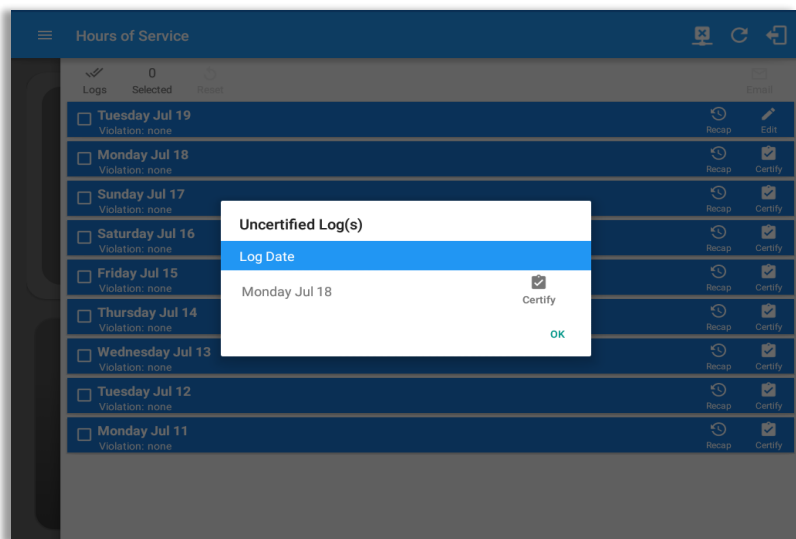 Hours of Service
Logs
0
Selected
Reset
Email
Tuesday Jul 19
Violation: none
Recap
Edit
Monday Jul 18
Violation: none
Recap
Certify
Sunday Jul 17
Violation: none
Recap
Certify
Saturday Jul 16
Violation: none
Recap
Certify
Friday Jul 15
Violation: none
Recap
Certify
Thursday Jul 14
Violation: none
Recap
Certify
Wednesday Jul 13
Violation: none
Recap
Certify
Tuesday Jul 12
Violation: none
Recap
Certify
Monday Jul 11
Violation: none
Recap
Certify
Uncertified Log(s)
Log Date
Monday Jul 18
Certify
OK